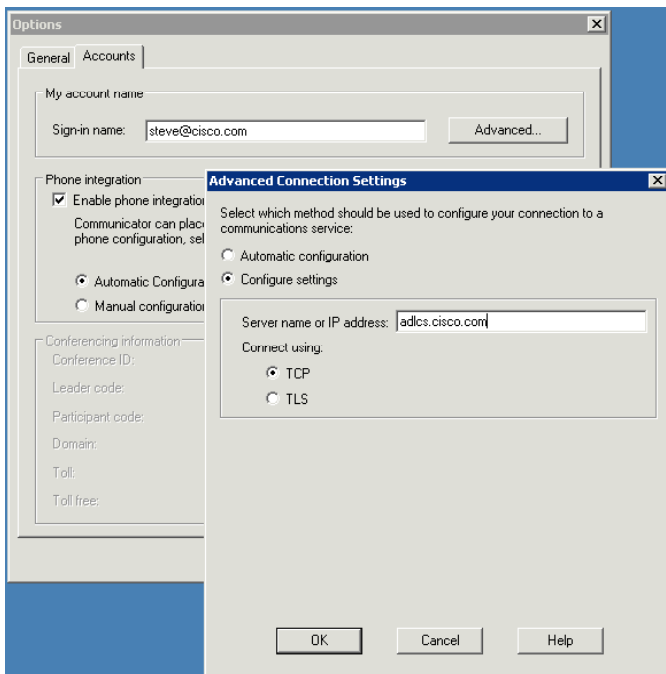 Options
General Accounts
My account name
Sign-in name: steve@cisco.com Advanced...
Phone integration
Enable phone integration
Communicator can place
phone configuration, sel
Automatic Configura
Manual configuration
Conferencing information
Conference ID:
Leader code:
Participant code:
Domain:
Toll:
Toll free:
Advanced Connection Settings
Select which method should be used to configure your connection to a
communications service:
Automatic configuration
Configure settings
Server name or IP address: adlcs.cisco.com
Connect using.
TCP
TLS
OK Cancel Help